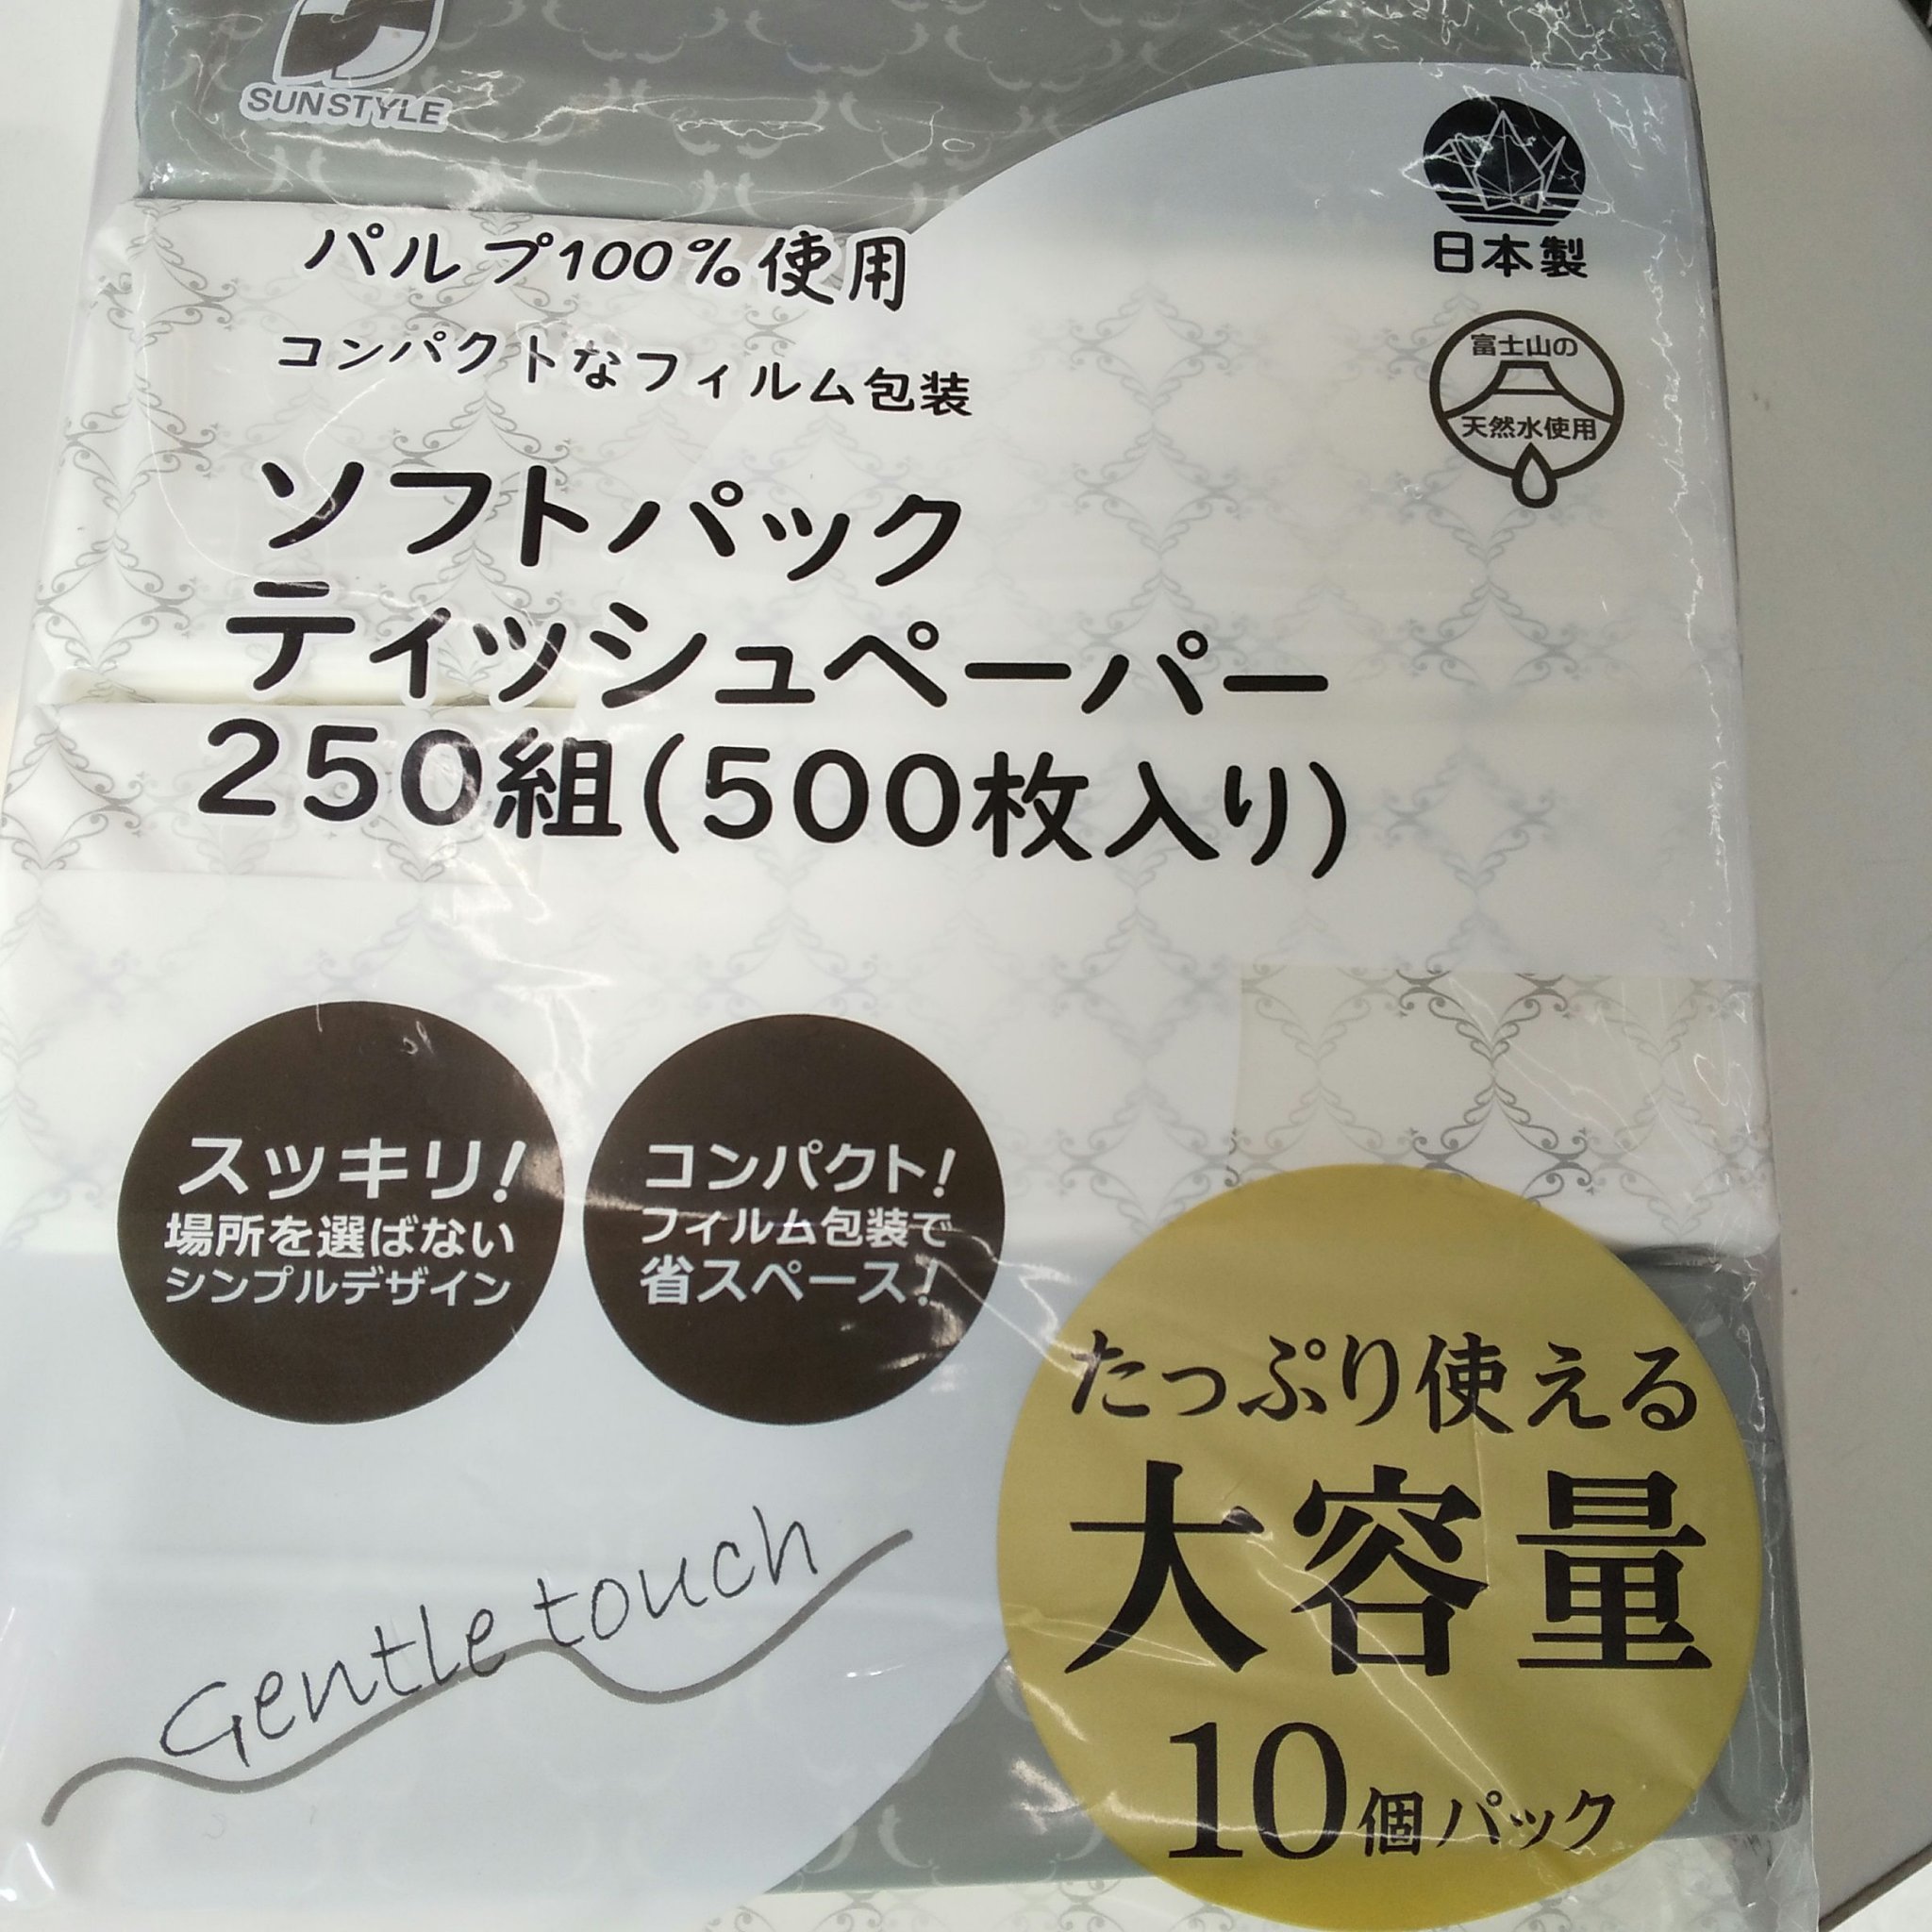 SUNSTYLE
日本製
パルプ100%使用
富士山の
天然水使用
コンパクトなフィルム包装
ソフトパック
ティッシュペーパー
250組(500枚入り)
スッキリ!
場所を選ばない
シンプルデザイン
コンパクト!
フィルム包装で
省スペース!
たっぷり使える
大容量
10個パック
Gentle touch